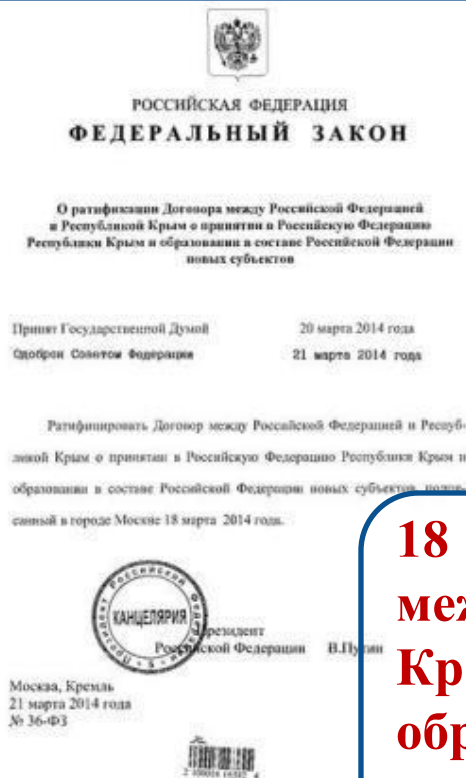 РОССИЙСКАЯ ФЕДЕРАЦИЯ
ФЕДЕРАЛЬНЫЙ ЗАКОН
О ратификации Договора между Российской Федерацией
и Республикой Крым о принятии в Российскую Федерацию
Республики Крым и образовании в составе Российской Федерации
новых субъектов
Принят Государственной Думой 20 марта 2014 года
Одобрен Советом Федерации 21 марта 2014 года
Ратифицировать Договор между Российской Федерацией и Респуб-
ликой Крым о принятии в Российскую Федерацию Республики Крым и
образовании в составе Российской Федерации новых субъектов, подпи-
санный в городе Москве 18 марта 2014 года.
18
меж
Кр
обр
КАНЦЕЛЯРИЯ
Президент
Российской Федерации В.Путин
Москва, Кремль
21 марта 2014 года
№ 36-ФЗ